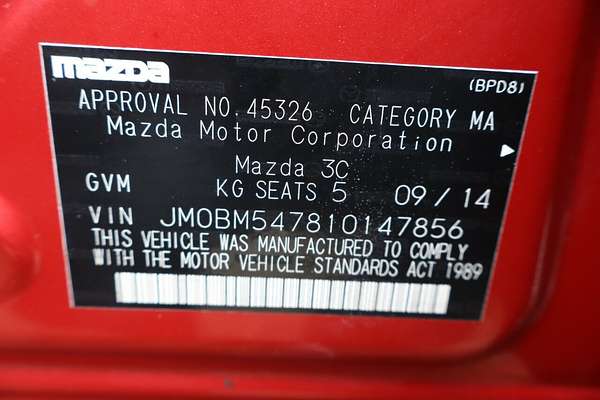 mazda
(BPD8)
APPROVAL NO.45326 CATEGORY MA
Mazda Motor Corporation
Mazda 3C
GVM KG SEATS 5 09/14
VIN JM0BM547810147856
THIS VEHICLE WAS MANUFACTURED TO COMPLY
WITH THE MOTOR VEHICLE STANDARDS ACT 1989